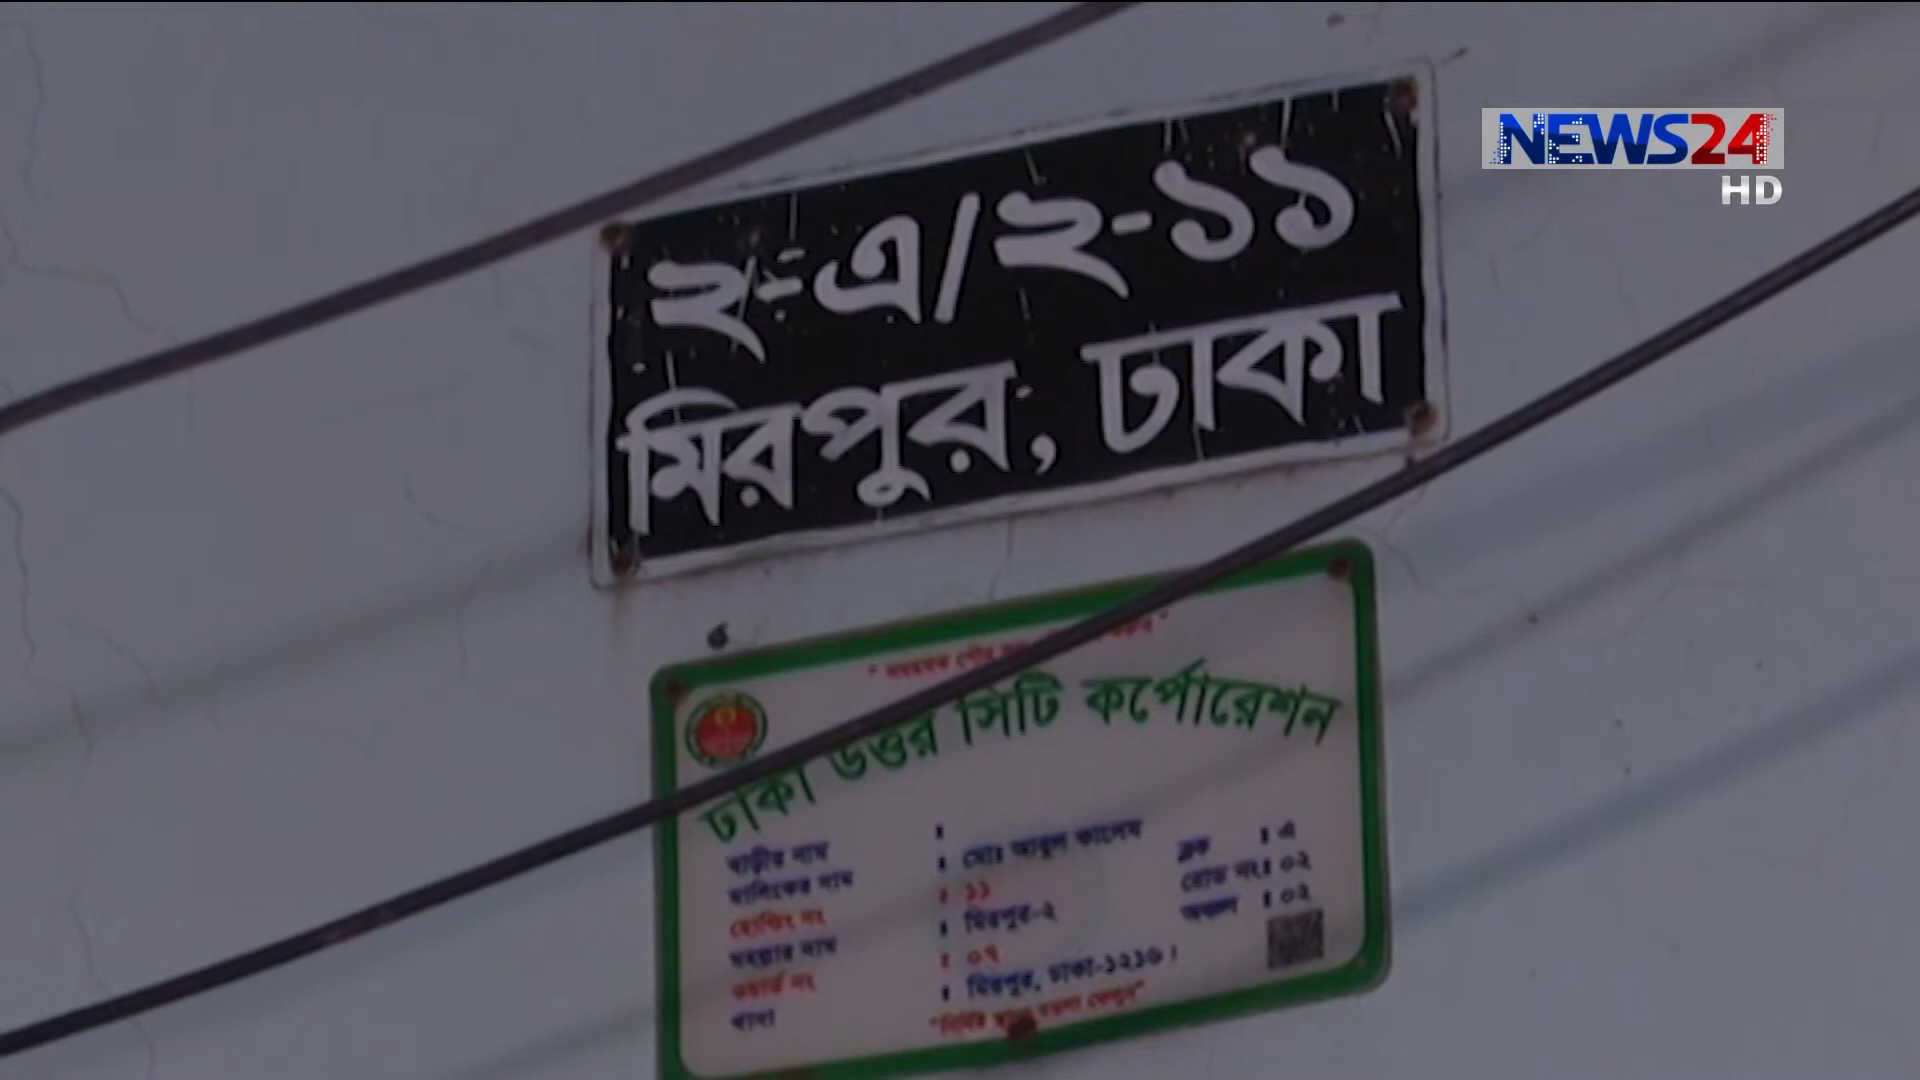 NEWS24
HD
২-এ/২-১১
মিরপুর, ঢাকা
ঢাকা উত্তর সিটি কর্পোরেশন
বাড়ীর নাম :
মালিকের নাম : মোঃ আবুল কালেম
হোল্ডিং নং : ১১
মহল্লার নাম : মিরপুর-২
ওয়ার্ড নং : ০৭
থানা : মিরপুর, ঢাকা-১২১৬।
ব্লক : এ
রোড নং : ০২
অঞ্চল : ০২
"নির্দিষ্ট স্থানে ময়লা ফেলুন"